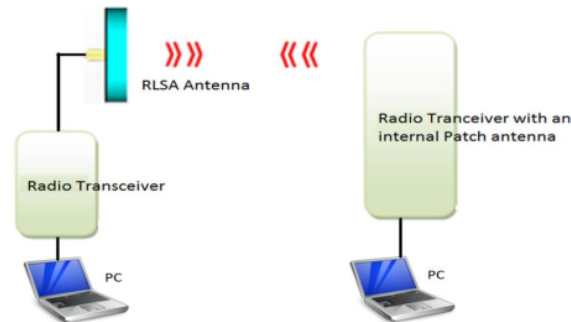 RLSA Antenna
Radio Tranceiver with an
internal Patch antenna
Radio Transceiver
PC
PC